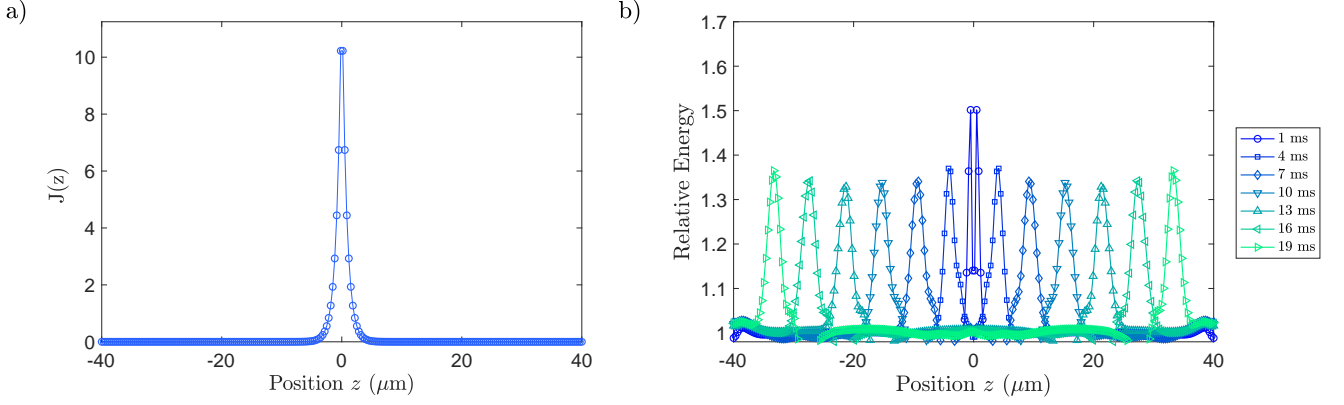 a)
10
8
6
4
2
0
J(z)
-40
-20
0
20
40
Position z (μm)
b)
1.7
1.6
1.5
1.4
1.3
1.2
1.1
1
Relative Energy
-40
-20
0
20
40
Position z (μm)
1 ms
4 ms
7 ms
10 ms
13 ms
16 ms
19 ms